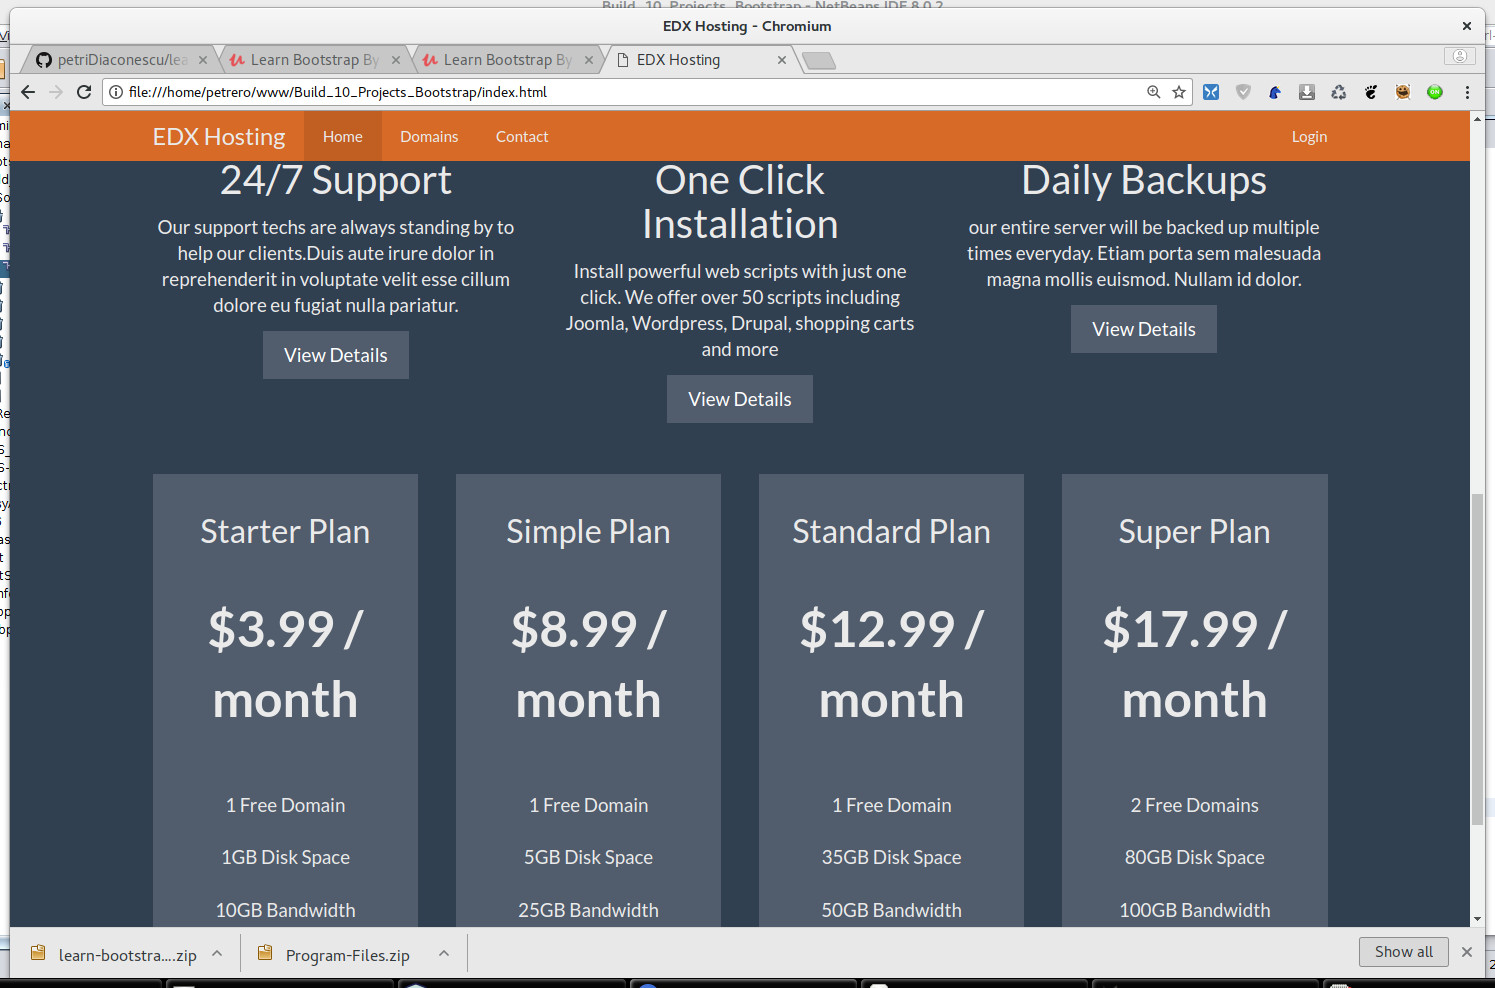 Build_10_Projects_Bootstrap - NetBeans IDE 8.0.2
EDX Hosting - Chromium
petriDiaconescu/lea
Learn Bootstrap By
Learn Bootstrap By
EDX Hosting
file:///home/petrero/www/Build_10_Projects_Bootstrap/index.html
EDX Hosting Home Domains Contact Login
24/7 Support
Our support techs are always standing by to
help our clients.Duis aute irure dolor in
reprehenderit in voluptate velit esse cillum
dolore eu fugiat nulla pariatur.
View Details
One Click
Installation
Install powerful web scripts with just one
click. We offer over 50 scripts including
Joomla, Wordpress, Drupal, shopping carts
and more
View Details
Daily Backups
our entire server will be backed up multiple
times everyday. Etiam porta sem malesuada
magna mollis euismod. Nullam id dolor.
View Details
Starter Plan
$3.99 /
month
1 Free Domain
1GB Disk Space
10GB Bandwidth
Simple Plan
$8.99 /
month
1 Free Domain
5GB Disk Space
25GB Bandwidth
Standard Plan
$12.99 /
month
1 Free Domain
35GB Disk Space
50GB Bandwidth
Super Plan
$17.99 /
month
2 Free Domains
80GB Disk Space
100GB Bandwidth
learn-bootstra....zip
Program-Files.zip
Show all